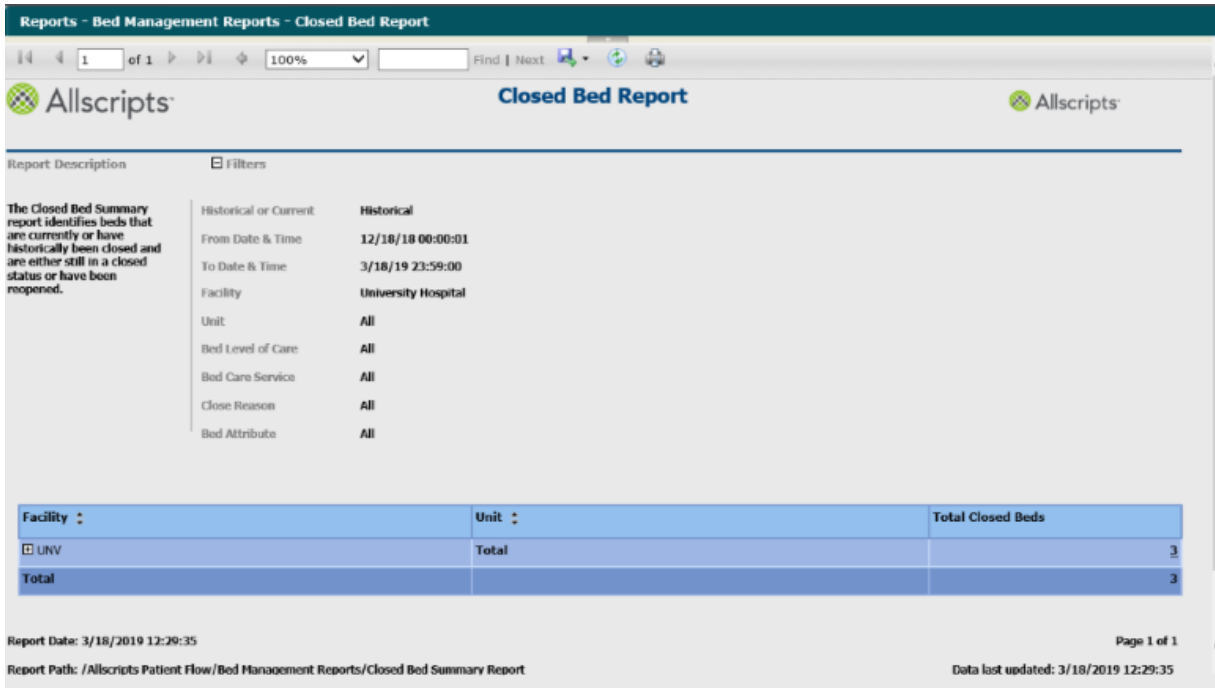 Reports - Bed Management Reports - Closed Bed Report
1 of 1 100% Find | Next
Allscripts
Closed Bed Report
Allscripts
Report Description
Filters
The Closed Bed Summary
report identifies beds that
are currently or have
historically been closed and
are either still in a closed
status or have been
reopened.
Historical or Current Historical
From Date & Time 12/18/18 00:00:01
To Date & Time 3/18/19 23:59:00
Facility University Hospital
Unit All
Bed Level of Care All
Bed Care Service All
Close Reason All
Bed Attribute All
Facility Unit Total Closed Beds
UNV Total 3
Total 3
Report Date: 3/18/2019 12:29:35 Page 1 of 1
Report Path: /Allscripts Patient Flow/Bed Management Reports/Closed Bed Summary Report Data last updated: 3/18/2019 12:29:35